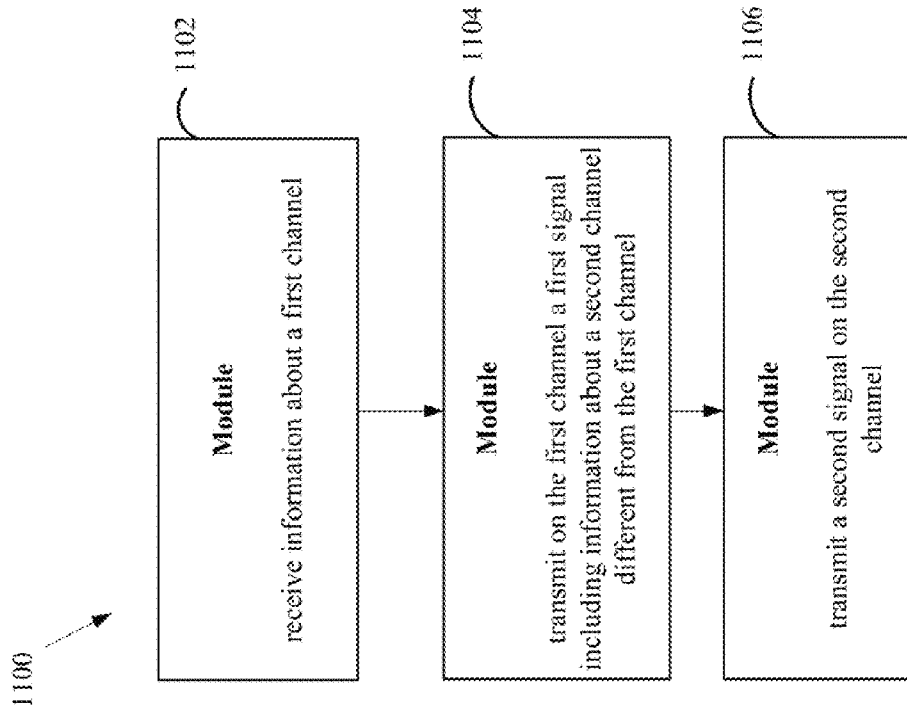 1100
1102
Module
receive information about a first channel
1104
Module
transmit on the first channel a first signal
including information about a second channel
different from the first channel
1106
Module
transmit a second signal on the second
channel